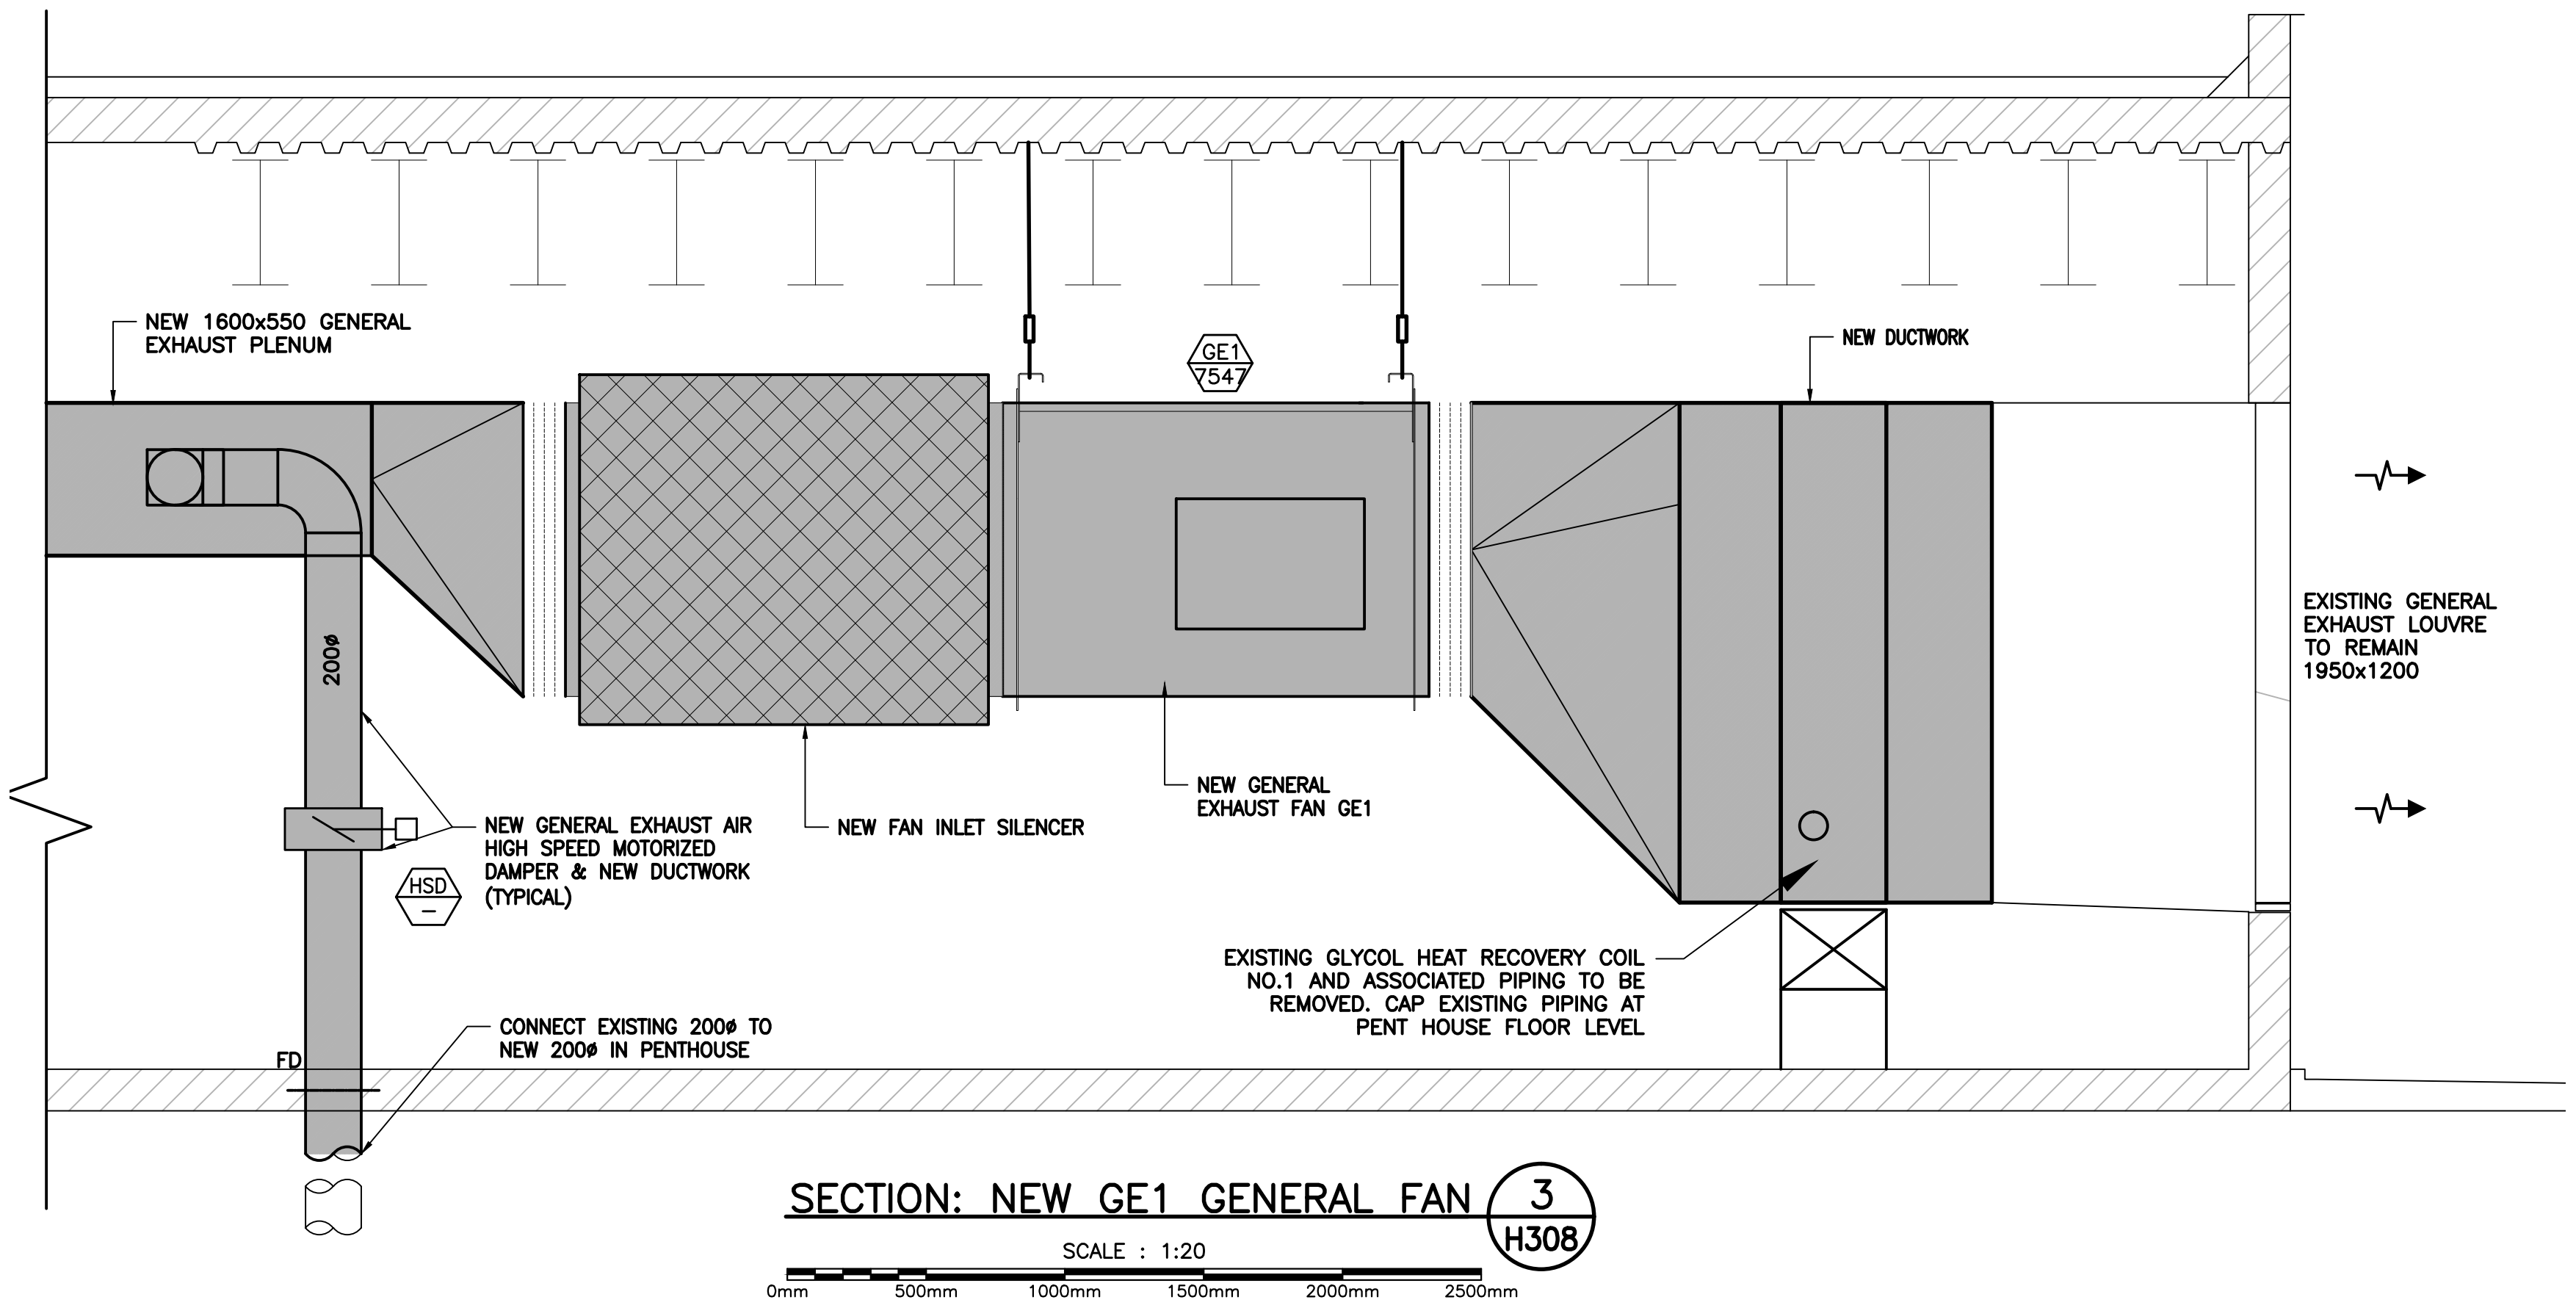 NEW 1600x550 GENERAL
EXHAUST PLENUM
GE1
7547
NEW DUCTWORK
200ø
EXISTING GENERAL
EXHAUST LOUVRE
TO REMAIN
1950x1200
NEW GENERAL
EXHAUST FAN GE1
NEW FAN INLET SILENCER
NEW GENERAL EXHAUST AIR
HIGH SPEED MOTORIZED
DAMPER & NEW DUCTWORK
(TYPICAL)
HSD
–
EXISTING GLYCOL HEAT RECOVERY COIL
NO.1 AND ASSOCIATED PIPING TO BE
REMOVED. CAP EXISTING PIPING AT
PENT HOUSE FLOOR LEVEL
CONNECT EXISTING 200ø TO
NEW 200ø IN PENTHOUSE
FD
SECTION: NEW GE1 GENERAL FAN
3
H308
SCALE : 1:20
0mm 500mm 1000mm 1500mm 2000mm 2500mm